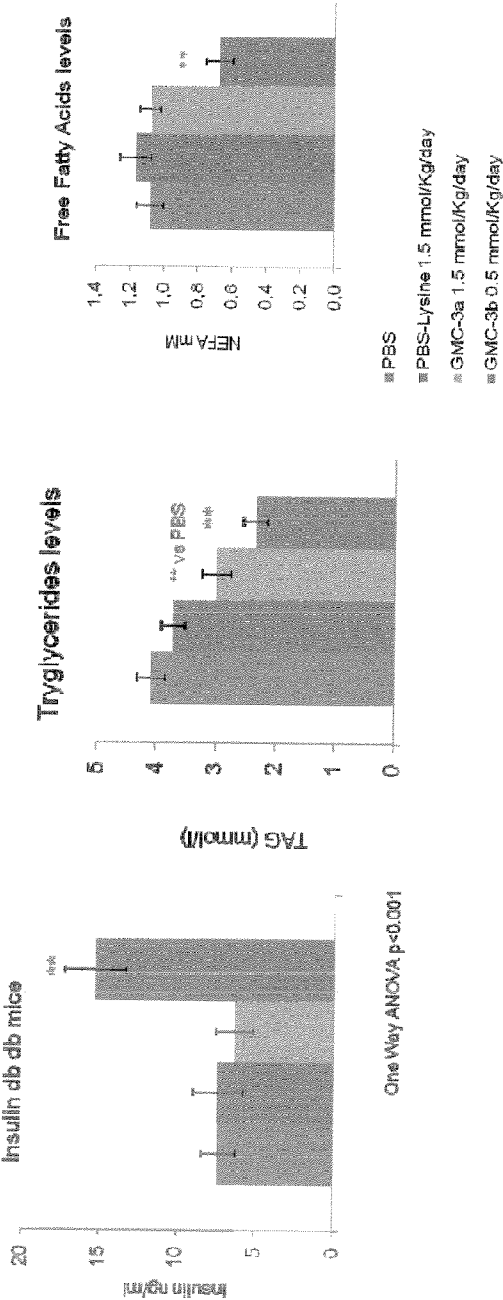 Insulin db db mice
Insulin ng/ml
20
15
10
5
0
**
One Way ANOVA p<0.001
Tryglycerides levels
TAG (mmol/l)
5
4
3
2
1
0
** vs PBS
**
Free Fatty Acids levels
NEFA mM
1,4
1,2
1,0
0,8
0,6
0,4
0,2
0,0
**
PBS
PBS-Lysine 1.5 mmol/Kg/day
GMC-3a 1.5 mmol/Kg/day
GMC-3b 0.5 mmol/Kg/day